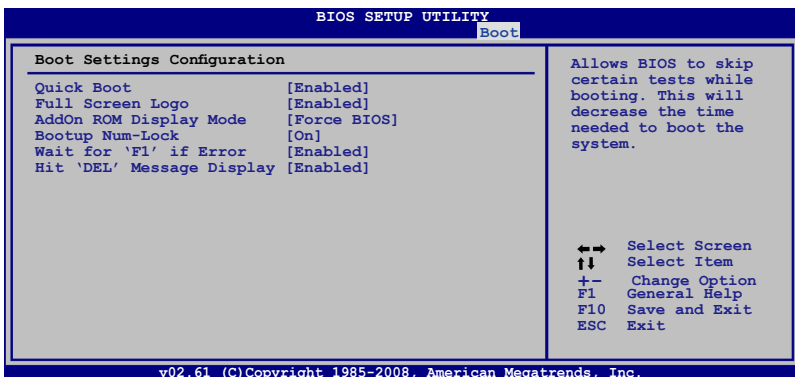 BIOS SETUP UTILITY
Boot
Boot Settings Configuration
Quick Boot [Enabled]
Full Screen Logo [Enabled]
AddOn ROM Display Mode [Force BIOS]
Bootup Num-Lock [On]
Wait for ‘F1’ if Error [Enabled]
Hit ‘DEL’ Message Display [Enabled]
Allows BIOS to skip
certain tests while
booting. This will
decrease the time
needed to boot the
system.
←→ Select Screen
↑↓ Select Item
+- Change Option
F1 General Help
F10 Save and Exit
ESC Exit
v02.61 (C)Copyright 1985-2008, American Megatrends, Inc.